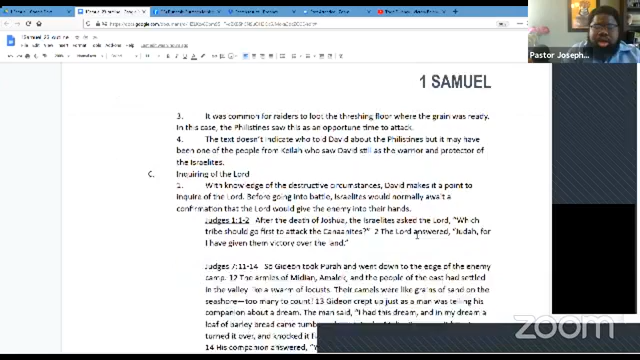 1Samuel 23 outline
File Edit View Insert Format Tools Add-ons Help
Pastor Joseph
1 SAMUEL
3. It was common for raiders to loot the threshing floor where the grain was ready.
In this case, the Philistines saw this as an opportune time to attack.
4. The text doesn't indicate who told David about the Philistines but it may have
been one of the people from Keilah who saw David still as the warrior and protector of
the Israelites.
C. Inquiring of the Lord
1. With knowledge of the destructive circumstances, David makes it a point to
inquire of the Lord. Before going into battle, Israelites would normally await a
confirmation that the Lord would give the enemy into their hands.
Judges 1:1-2 After the death of Joshua, the Israelites asked the Lord, "Which
tribe should go first to attack the Canaanites?" 2 The Lord answered, "Judah, for
I have given them victory over the land."
Judges 7:11-14 So Gideon took Purah and went down to the edge of the enemy
camp. 12 The armies of Midian, Amalek, and the people of the east had settled
in the valley like a swarm of locusts. Their camels were like grains of sand on the
seashore—too many to count! 13 Gideon crept up just as a man was telling his
companion about a dream. The man said, "I had this dream, and in my dream a
loaf of barley bread came
turned it over, and knocked it
14 His companion answered,
zoom